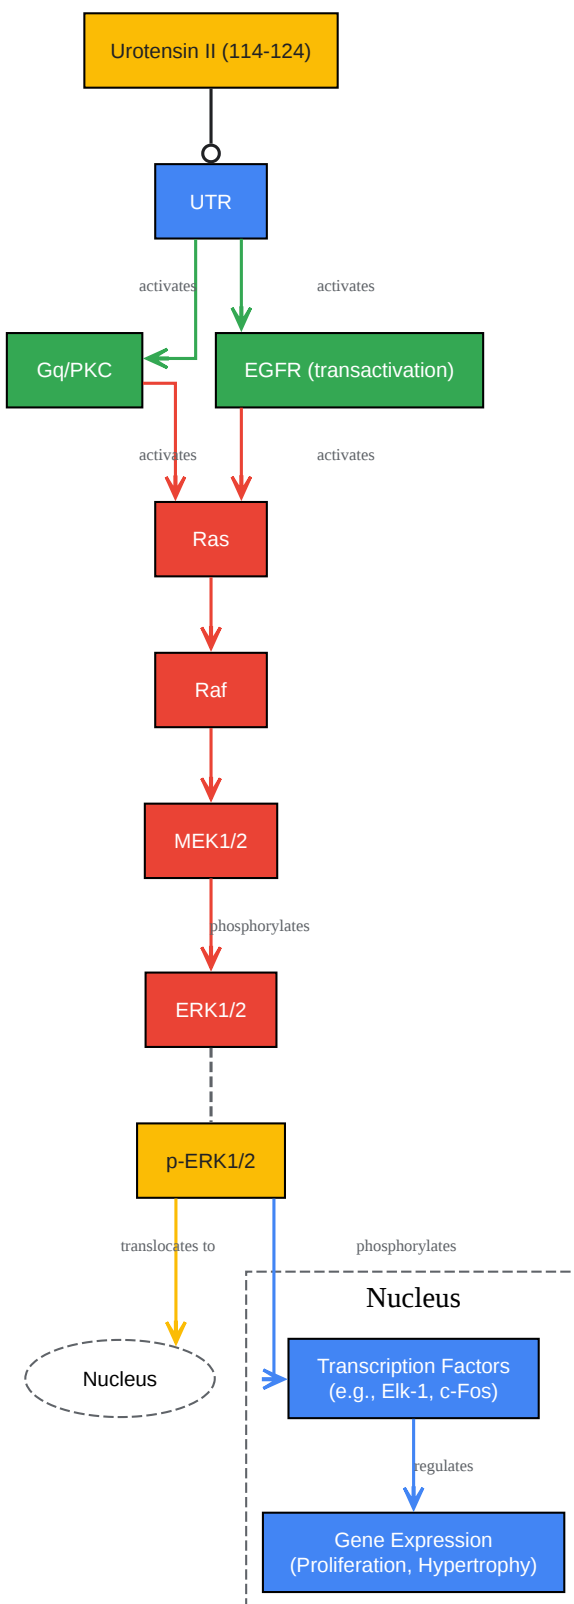 Urotensin II (114-124)
UTR
activates
activates
Gq/PKC
EGFR (transactivation)
activates
activates
Ras
Raf
MEK1/2
phosphorylates
ERK1/2
p-ERK1/2
translocates to
phosphorylates
Nucleus
Transcription Factors
(e.g., Elk-1, c-Fos)
Nucleus
regulates
Gene Expression
(Proliferation, Hypertrophy)